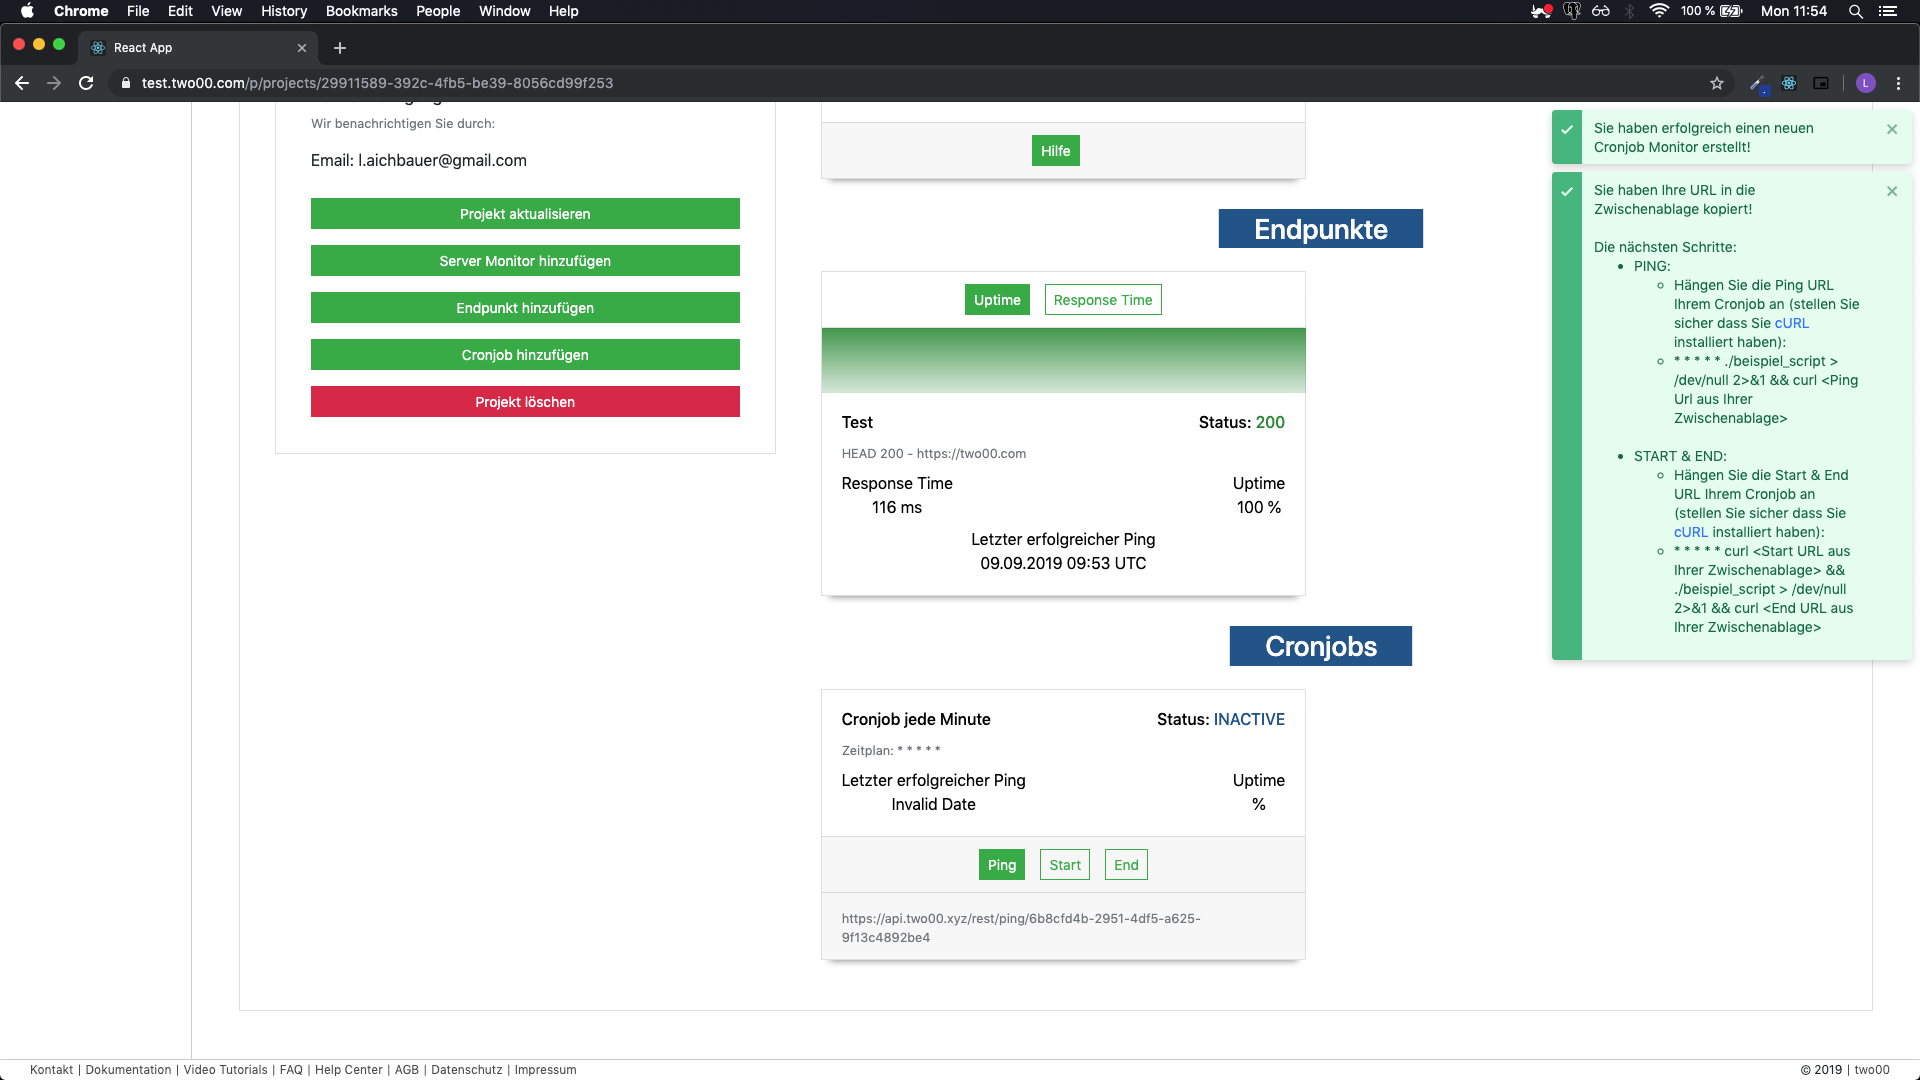 Chrome File Edit View History Bookmarks People Window Help
100 % Mon 11:54
React App
test.two00.com/p/projects/29911589-392c-4fb5-be39-8056cd99f253
L
Wir benachrichtigen Sie durch:
Email: l.aichbauer@gmail.com
Projekt aktualisieren
Server Monitor hinzufügen
Endpunkt hinzufügen
Cronjob hinzufügen
Projekt löschen
Hilfe
Endpunkte
Uptime Response Time
Test Status: 200
HEAD 200 - https://two00.com
Response Time Uptime
116 ms 100 %
Letzter erfolgreicher Ping
09.09.2019 09:53 UTC
Cronjobs
Cronjob jede Minute Status: INACTIVE
Zeitplan: * * * * *
Letzter erfolgreicher Ping Uptime
Invalid Date %
Ping Start End
https://api.two00.xyz/rest/ping/6b8cfd4b-2951-4df5-a625-
9f13c4892be4
Sie haben erfolgreich einen neuen
Cronjob Monitor erstellt!
Sie haben Ihre URL in die
Zwischenablage kopiert!
Die nächsten Schritte:
• PING:
◦ Hängen Sie die Ping URL
Ihrem Cronjob an (stellen Sie
sicher dass Sie cURL
installiert haben):
◦ * * * * * ./beispiel_script >
/dev/null 2>&1 && curl <Ping
Url aus Ihrer
Zwischenablage>
• START & END:
◦ Hängen Sie die Start & End
URL Ihrem Cronjob an
(stellen Sie sicher dass Sie
cURL installiert haben):
◦ * * * * * curl <Start URL aus
Ihrer Zwischenablage> &&
./beispiel_script > /dev/null
2>&1 && curl <End URL aus
Ihrer Zwischenablage>
Kontakt | Dokumentation | Video Tutorials | FAQ | Help Center | AGB | Datenschutz | Impressum
© 2019 | two00